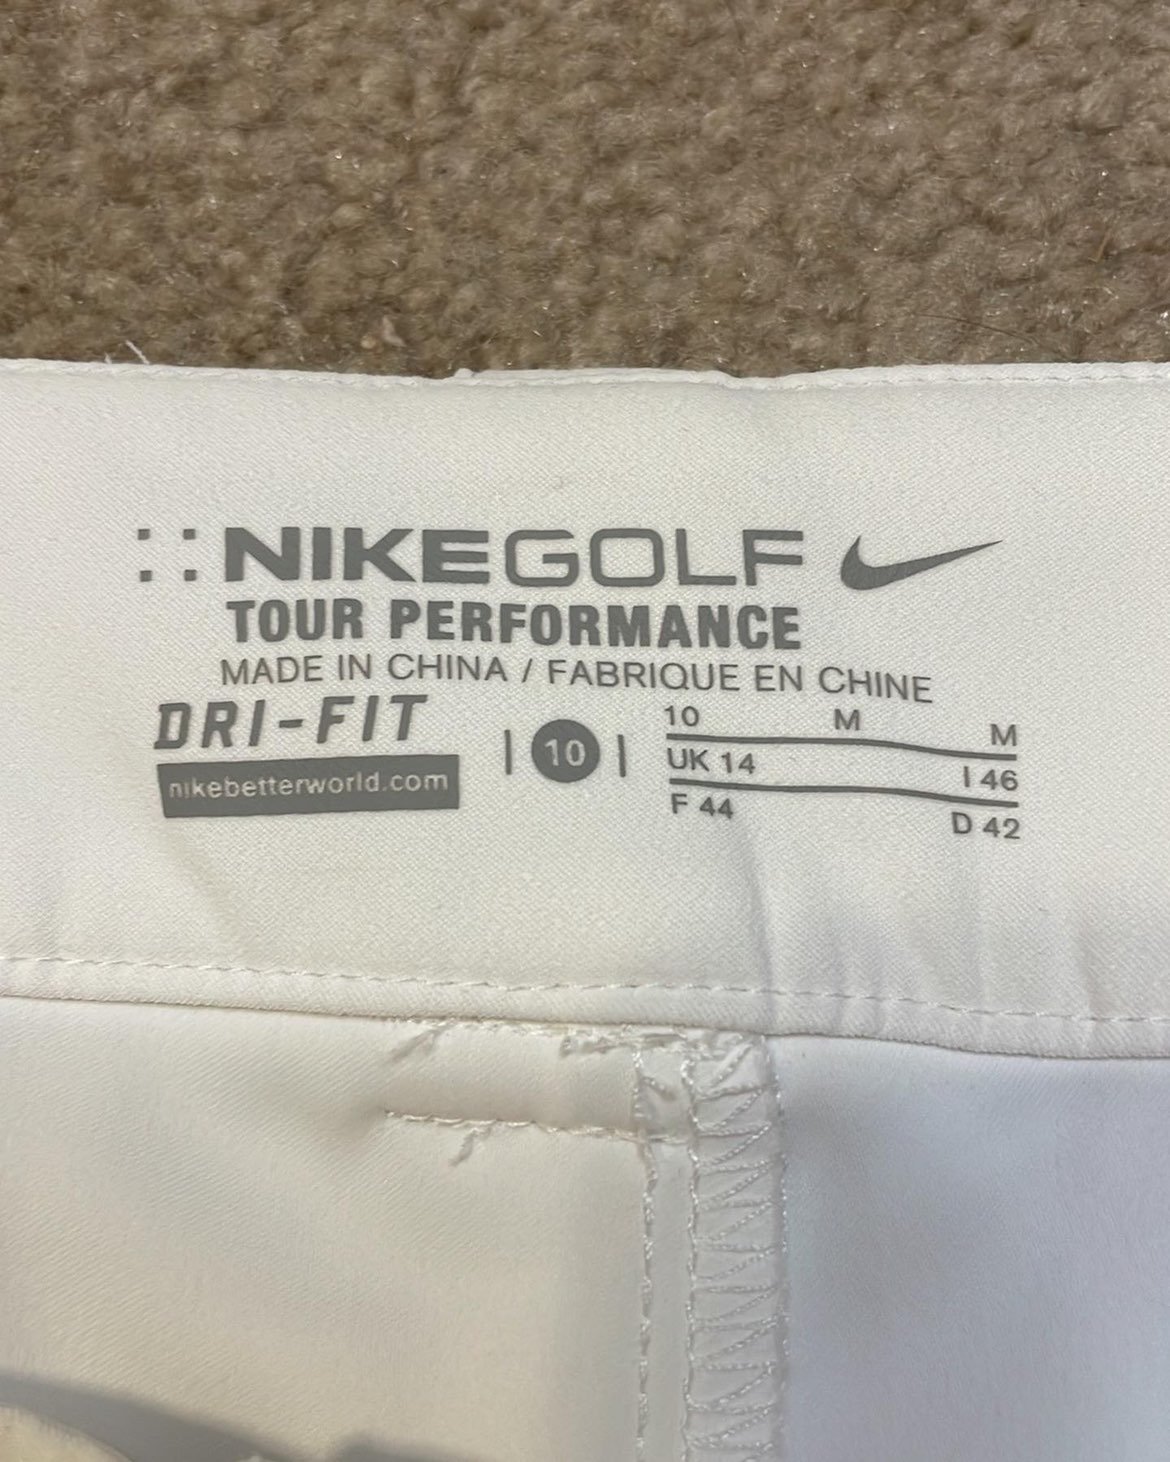 NIKEGOLF
TOUR PERFORMANCE
MADE IN CHINA / FABRIQUE EN CHINE
DRI-FIT
nikebetterworld.com
| 10 |
10 M M
UK 14 I 46
F 44 D 42